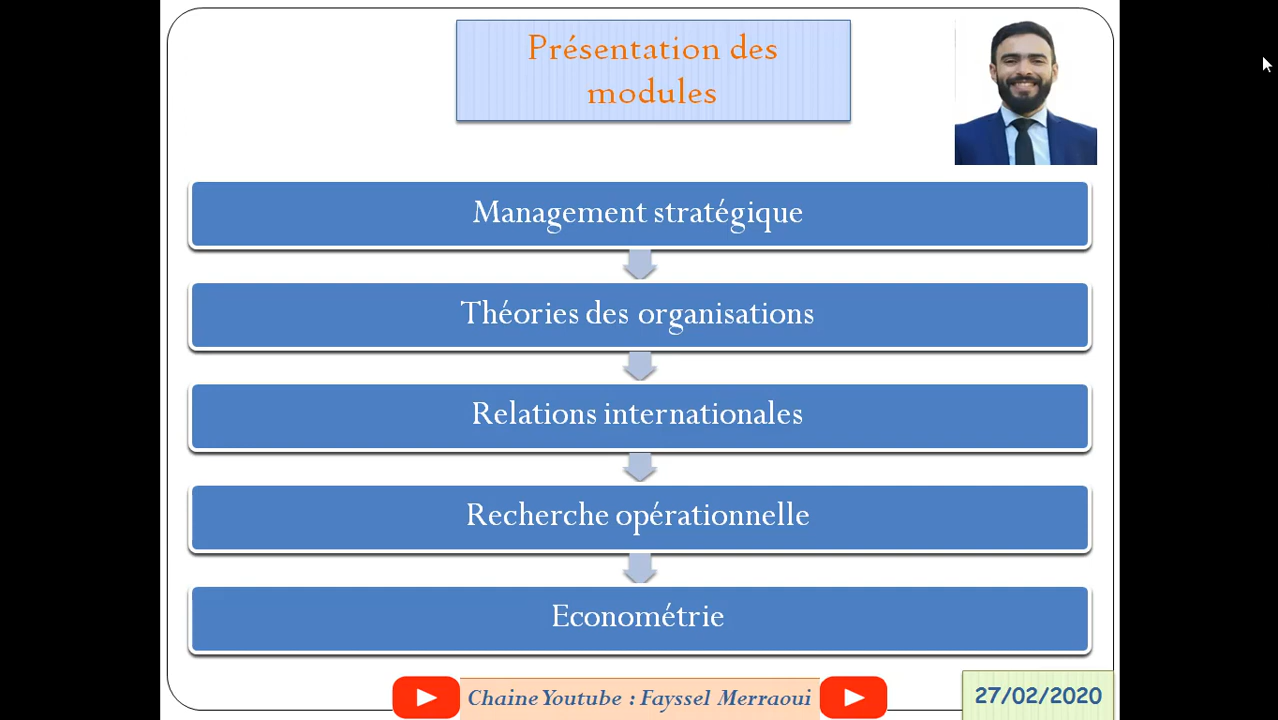 Présentation des
modules
Management stratégique
Théories des organisations
Relations internationales
Recherche opérationnelle
Econométrie
Chaine Youtube : Fayssel Merraoui
27/02/2020